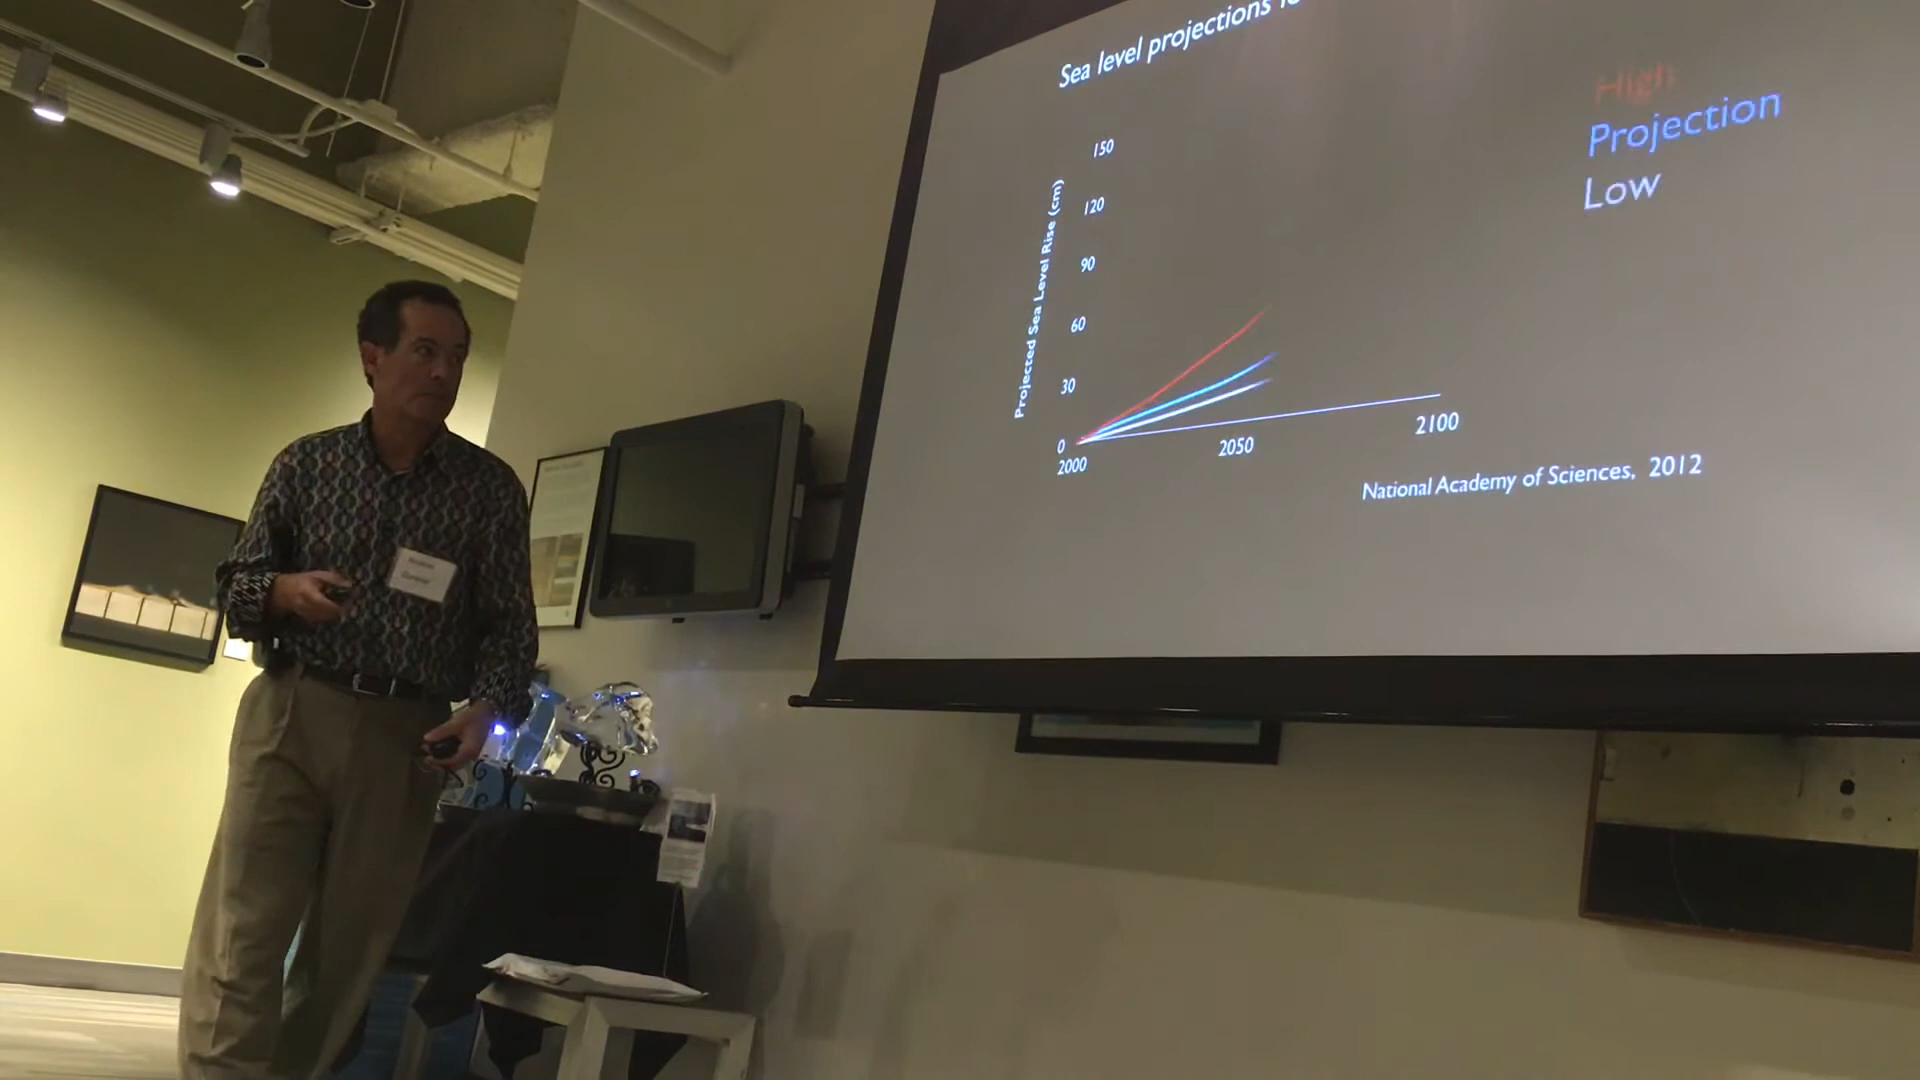 Sea level projections
High
Projection
Low
Projected Sea Level Rise (cm)
150
120
90
60
30
0
2000
2050
2100
National Academy of Sciences, 2012